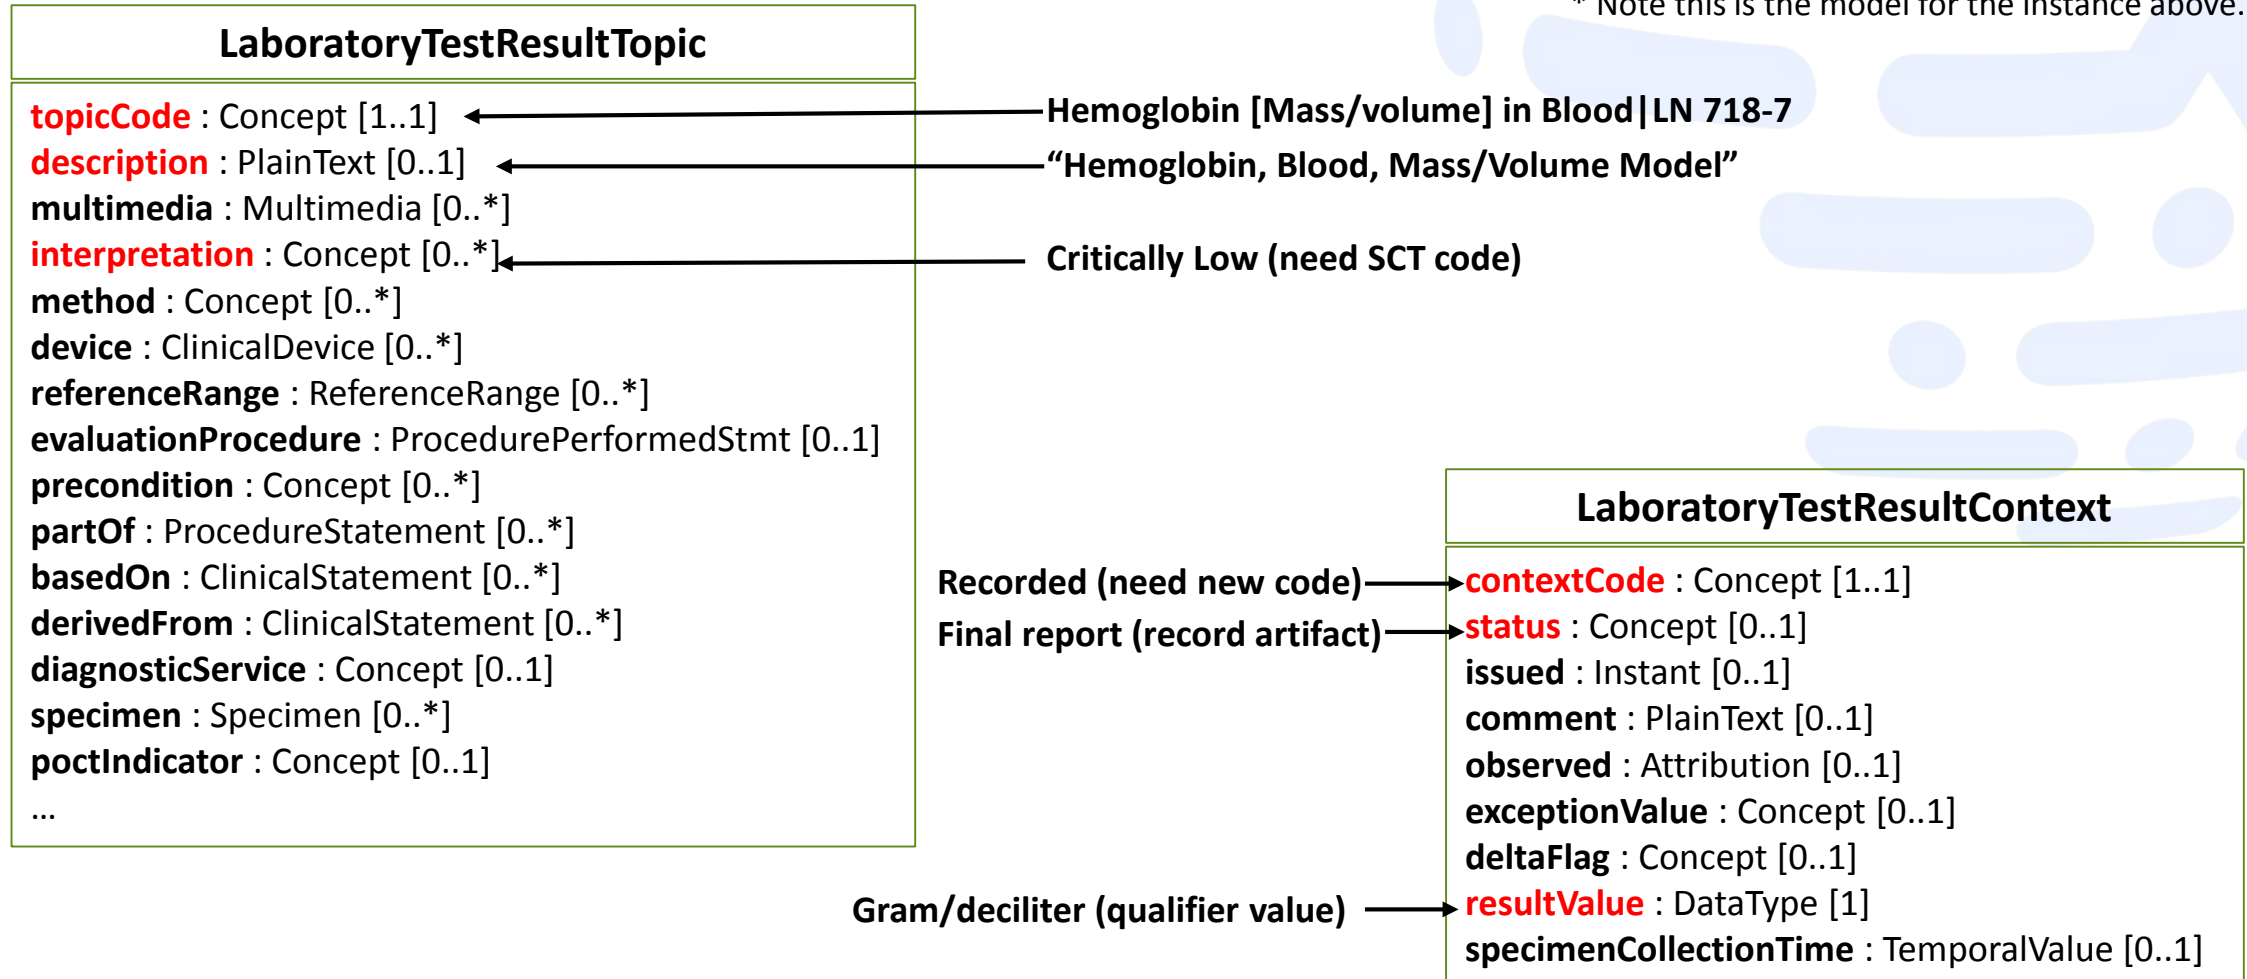 * Note this is the model for the instance above.
LaboratoryTestResultTopic
topicCode : Concept [1..1]
description : PlainText [0..1]
multimedia : Multimedia [0..*]
interpretation : Concept [0..*]
method : Concept [0..*]
device : ClinicalDevice [0..*]
referenceRange : ReferenceRange [0..*]
evaluationProcedure : ProcedurePerformedStmt [0..1]
precondition : Concept [0..*]
partOf : ProcedureStatement [0..*]
basedOn : ClinicalStatement [0..*]
derivedFrom : ClinicalStatement [0..*]
diagnosticService : Concept [0..1]
specimen : Specimen [0..*]
poctIndicator : Concept [0..1]
...
Hemoglobin [Mass/volume] in Blood|LN 718-7
“Hemoglobin, Blood, Mass/Volume Model”
Critically Low (need SCT code)
Recorded (need new code)
Final report (record artifact)
Gram/deciliter (qualifier value)
LaboratoryTestResultContext
contextCode : Concept [1..1]
status : Concept [0..1]
issued : Instant [0..1]
comment : PlainText [0..1]
observed : Attribution [0..1]
exceptionValue : Concept [0..1]
deltaFlag : Concept [0..1]
resultValue : DataType [1]
specimenCollectionTime : TemporalValue [0..1]